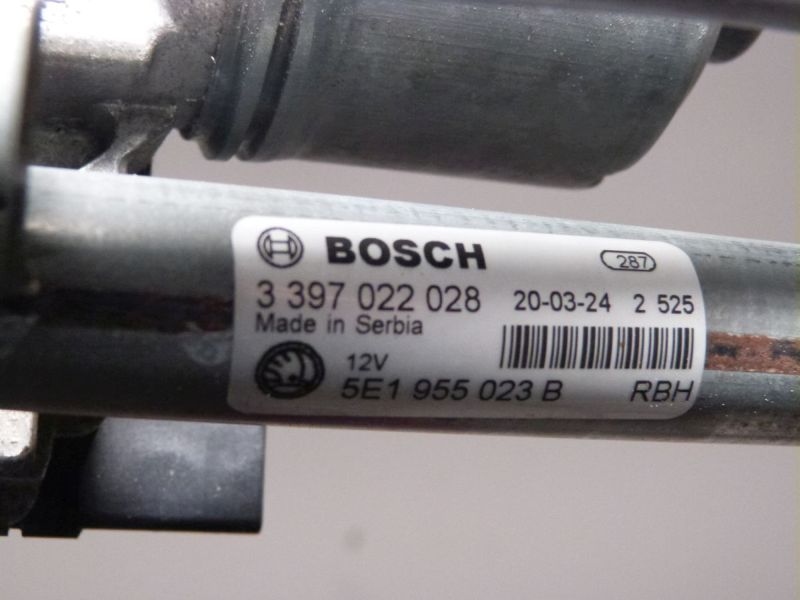 BOSCH 287
3 397 022 028 20-03-24 2 525
Made in Serbia
12V
5E1 955 023 B RBH